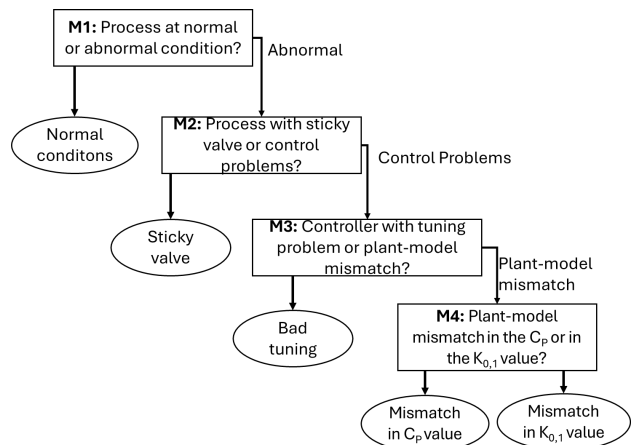 M1: Process at normal
or abnormal condition?
Abnormal
Normal
conditons
M2: Process with sticky
valve or control
problems?
Control Problems
Sticky
valve
M3: Controller with tuning
problem or plant-model
mismatch?
Plant-model
mismatch
Bad
tuning
M4: Plant-model
mismatch in the CP or in
the K0,1 value?
Mismatch
in CP value
Mismatch
in K0,1 value